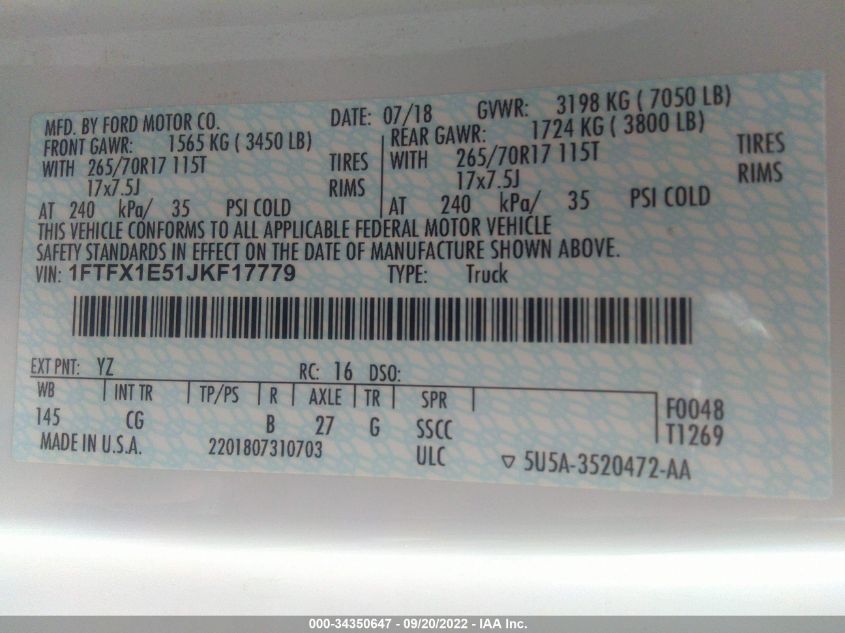 MFD. BY FORD MOTOR CO. DATE: 07/18 GVWR: 3198 KG ( 7050 LB)
FRONT GAWR: 1565 KG ( 3450 LB) REAR GAWR: 1724 KG ( 3800 LB)
WITH 265/70R17 115T TIRES WITH 265/70R17 115T TIRES
17x7.5J RIMS 17x7.5J RIMS
AT 240 kPa/ 35 PSI COLD AT 240 kPa/ 35 PSI COLD
THIS VEHICLE CONFORMS TO ALL APPLICABLE FEDERAL MOTOR VEHICLE
SAFETY STANDARDS IN EFFECT ON THE DATE OF MANUFACTURE SHOWN ABOVE.
VIN: 1FTFX1E51JKF17779 TYPE: Truck
EXT PNT: YZ RC: 16 DSO:
WB INT TR TP/PS R AXLE TR SPR F0048
145 CG B 27 G SSCC T1269
MADE IN U.S.A. 2201807310703 ULC 5U5A-3520472-AA
000-34350647 - 09/20/2022 - IAA Inc.